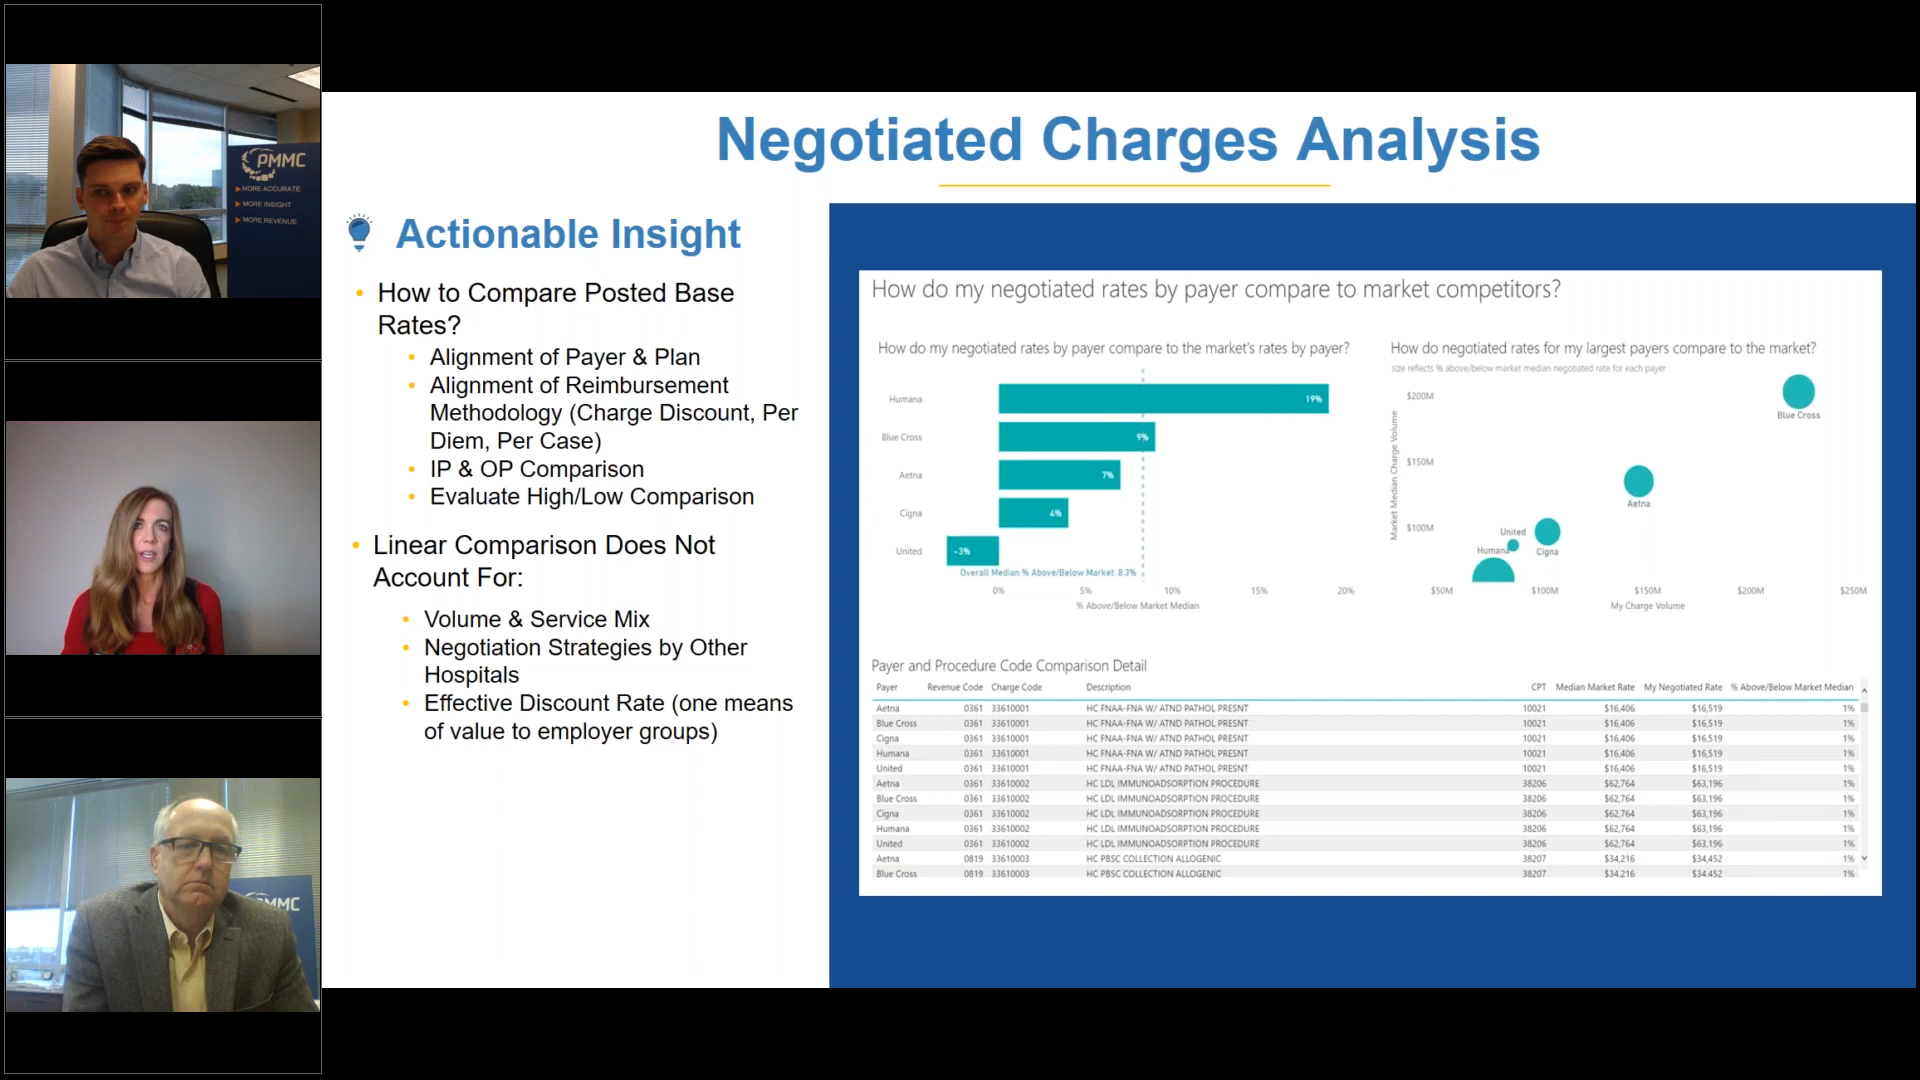 PMMC
MORE ACCURATE
MORE INSIGHT
MORE REVENUE
MMC
Negotiated Charges Analysis
Actionable Insight
• How to Compare Posted Base
Rates?
• Alignment of Payer & Plan
• Alignment of Reimbursement
Methodology (Charge Discount, Per
Diem, Per Case)
• IP & OP Comparison
• Evaluate High/Low Comparison
• Linear Comparison Does Not
Account For:
• Volume & Service Mix
• Negotiation Strategies by Other
Hospitals
• Effective Discount Rate (one means
of value to employer groups)
How do my negotiated rates by payer compare to market competitors?
How do my negotiated rates by payer compare to the market's rates by payer?
Humana 19%
Blue Cross 9%
Aetna 7%
Cigna 4%
United -3%
Overall Median % Above/Below Market: 8.3%
0% 5% 10% 15% 20%
% Above/Below Market Median
How do negotiated rates for my largest payers compare to the market?
size reflects % above/below market median negotiated rate for each payer
Market Median Charge Volume
$200M
$150M
$100M
Blue Cross
Aetna
United
Humana
Cigna
$50M $100M $150M $200M $250M
My Charge Volume
Payer and Procedure Code Comparison Detail
Payer Revenue Code Charge Code Description CPT Median Market Rate My Negotiated Rate % Above/Below Market Median
Aetna 0361 33610001 HC FNAA-FNA W/ ATND PATHOL PRESNT 10021 $16,406 $16,519 1%
Blue Cross 0361 33610001 HC FNAA-FNA W/ ATND PATHOL PRESNT 10021 $16,406 $16,519 1%
Cigna 0361 33610001 HC FNAA-FNA W/ ATND PATHOL PRESNT 10021 $16,406 $16,519 1%
Humana 0361 33610001 HC FNAA-FNA W/ ATND PATHOL PRESNT 10021 $16,406 $16,519 1%
United 0361 33610001 HC FNAA-FNA W/ ATND PATHOL PRESNT 10021 $16,406 $16,519 1%
Aetna 0361 33610002 HC LDL IMMUNOADSORPTION PROCEDURE 38206 $62,764 $63,196 1%
Blue Cross 0361 33610002 HC LDL IMMUNOADSORPTION PROCEDURE 38206 $62,764 $63,196 1%
Cigna 0361 33610002 HC LDL IMMUNOADSORPTION PROCEDURE 38206 $62,764 $63,196 1%
Humana 0361 33610002 HC LDL IMMUNOADSORPTION PROCEDURE 38206 $62,764 $63,196 1%
United 0361 33610002 HC LDL IMMUNOADSORPTION PROCEDURE 38206 $62,764 $63,196 1%
Aetna 0819 33610003 HC PBSC COLLECTION ALLOGENIC 38207 $34,216 $34,452 1%
Blue Cross 0819 33610003 HC PBSC COLLECTION ALLOGENIC 38207 $34,216 $34,452 1%